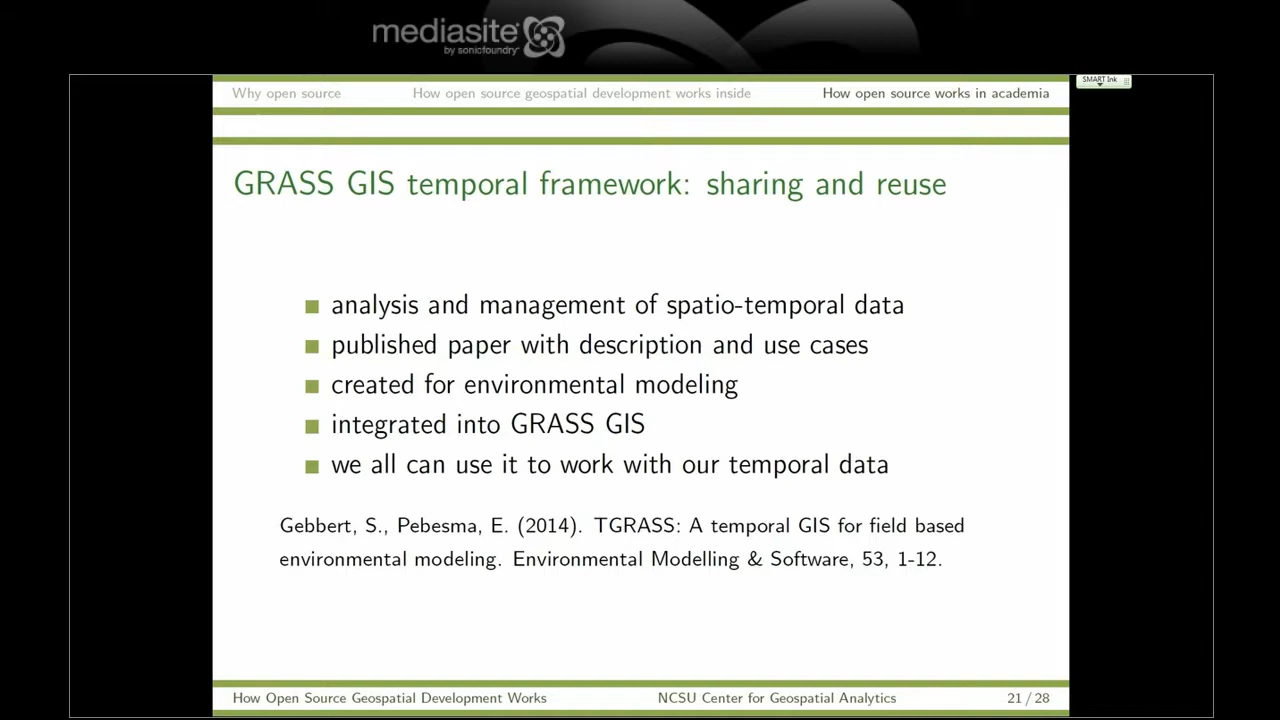 mediasite
by sonicfoundry
SMART Ink
Why open source How open source geospatial development works inside How open source works in academia
GRASS GIS temporal framework: sharing and reuse
analysis and management of spatio-temporal data
published paper with description and use cases
created for environmental modeling
integrated into GRASS GIS
we all can use it to work with our temporal data
Gebbert, S., Pebesma, E. (2014). TGRASS: A temporal GIS for field based
environmental modeling. Environmental Modelling & Software, 53, 1-12.
How Open Source Geospatial Development Works NCSU Center for Geospatial Analytics 21 / 28